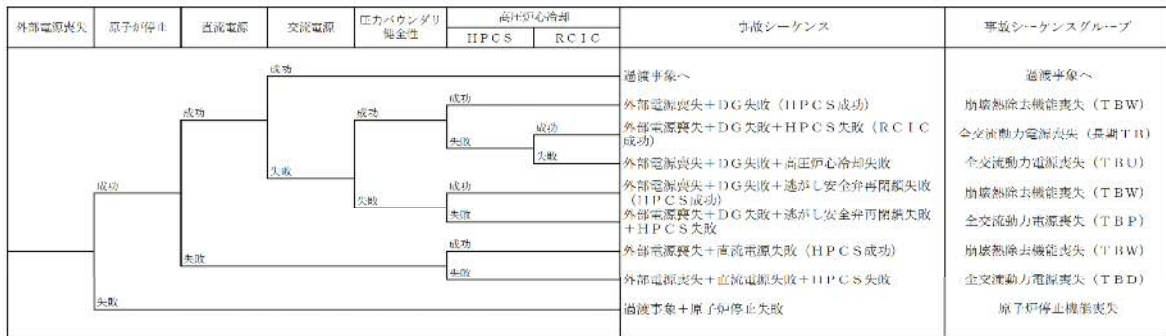 外部電源喪失 原子炉停止 直流電源 交流電源 圧力バウンダリ健全性 高圧炉心冷却 事故シーケンス 事故シーケンスグループ
HPCS RCIC
成功 過渡事象へ 過渡事象へ
成功 成功 外部電源喪失+DG失敗(HPCS成功) 崩壊熱除去機能喪失(TBW)
成功 成功 外部電源喪失+DG失敗+HPCS失敗(RCIC
失敗 成功) 全交流動力電源喪失(長期TB)
失敗 失敗 外部電源喪失+DG失敗+高圧炉心冷却失敗 全交流動力電源喪失(TBU)
成功 成功 外部電源喪失+DG失敗+逃がし安全弁再閉鎖失敗
(HPCS成功) 崩壊熱除去機能喪失(TBW)
失敗 失敗 外部電源喪失+DG失敗+逃がし安全弁再閉鎖失敗
+HPCS失敗 全交流動力電源喪失(TBP)
成功 外部電源喪失+直流電源失敗(HPCS成功) 崩壊熱除去機能喪失(TBW)
失敗 失敗 外部電源喪失+直流電源失敗+HPCS失敗 全交流動力電源喪失(TBD)
失敗 過渡事象+原子炉停止失敗 原子炉停止機能喪失